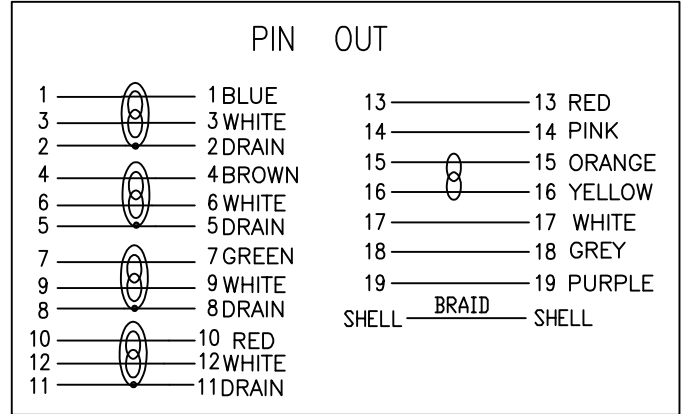 PIN OUT
1 1 BLUE
3 3 WHITE
2 2 DRAIN
4 4 BROWN
6 6 WHITE
5 5 DRAIN
7 7 GREEN
9 9 WHITE
8 8 DRAIN
10 10 RED
12 12 WHITE
11 11 DRAIN
13 13 RED
14 14 PINK
15 15 ORANGE
16 16 YELLOW
17 17 WHITE
18 18 GREY
19 19 PURPLE
SHELL BRAID SHELL